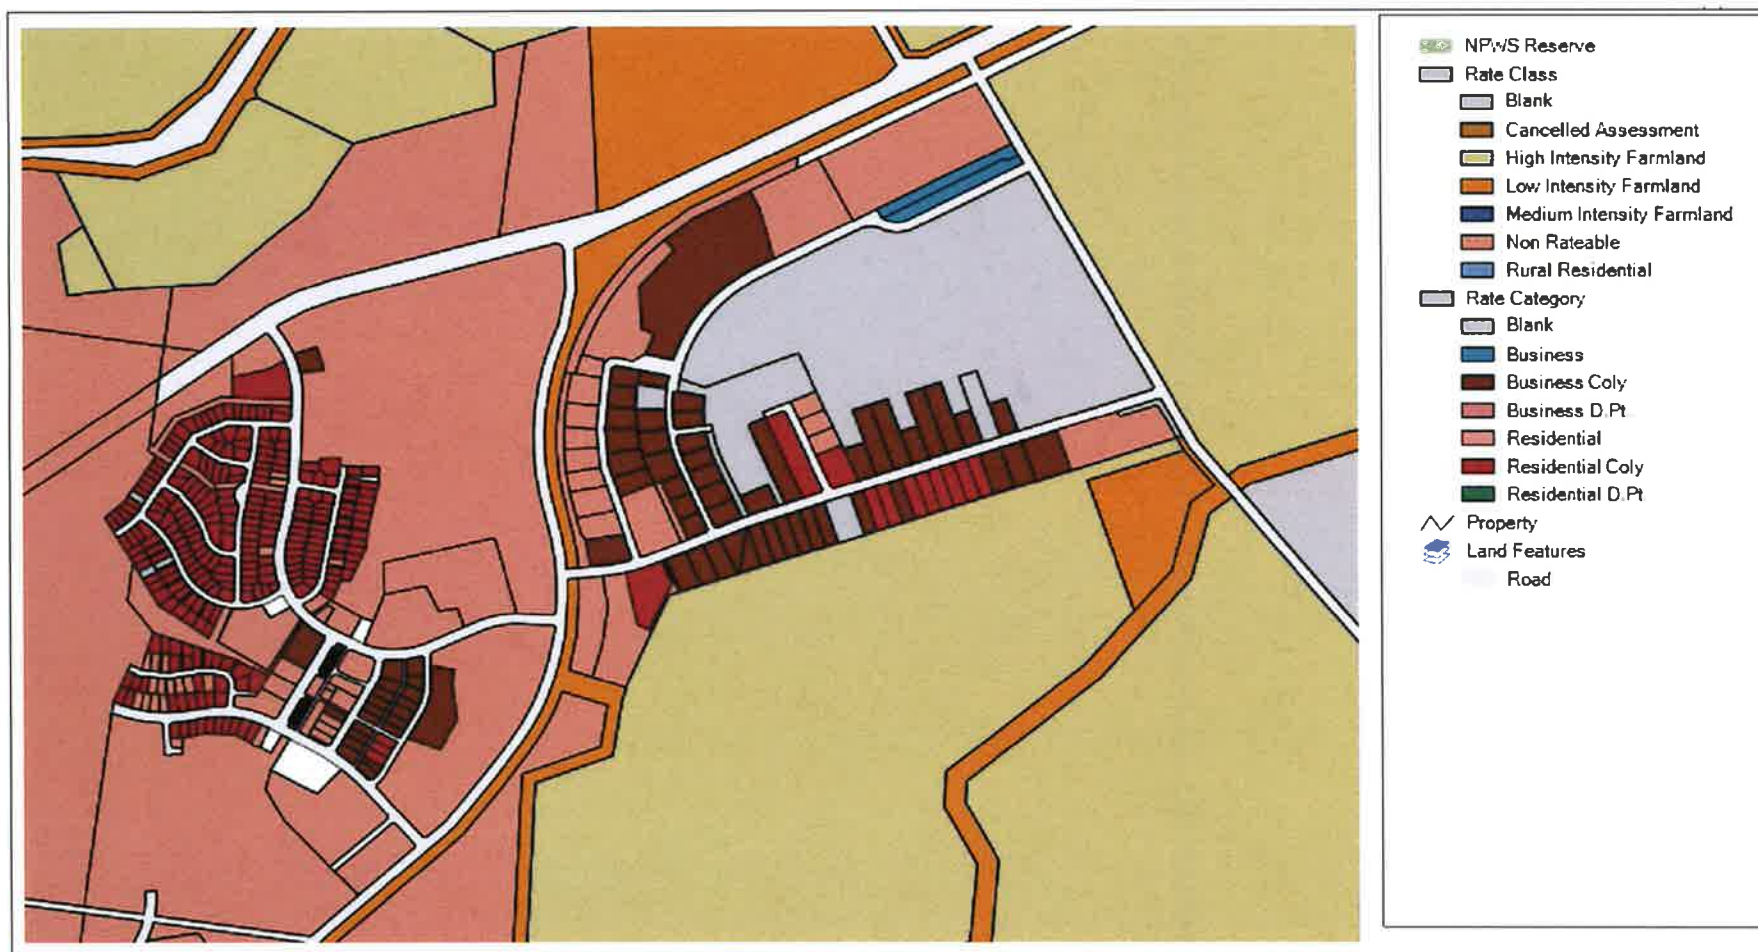 NPWS Reserve
Rate Class
Blank
Cancelled Assessment
High Intensity Farmland
Low Intensity Farmland
Medium Intensity Farmland
Non Rateable
Rural Residential
Rate Category
Blank
Business
Business Coly
Business D.Pt
Residential
Residential Coly
Residential D.Pt
Property
Land Features
Road